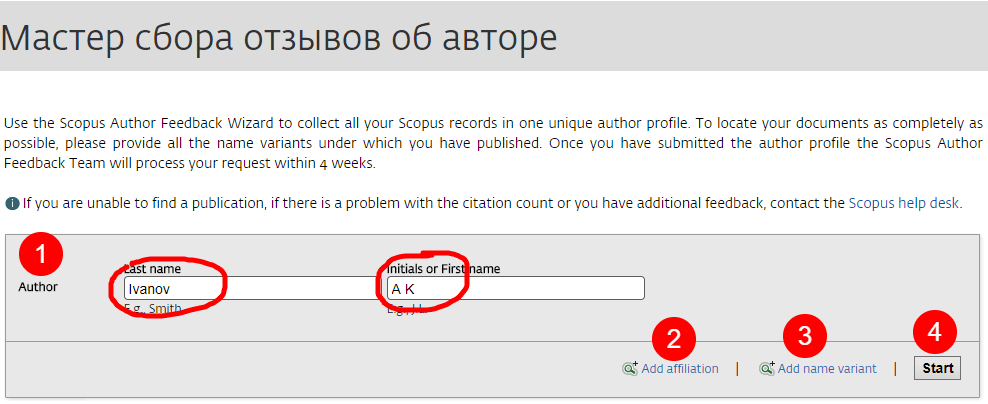 Мастер сбора отзывов об авторе
Use the Scopus Author Feedback Wizard to collect all your Scopus records in one unique author profile. To locate your documents as completely as
possible, please provide all the name variants under which you have published. Once you have submitted the author profile the Scopus Author
Feedback Team will process your request within 4 weeks.
i If you are unable to find a publication, if there is a problem with the citation count or you have additional feedback, contact the Scopus help desk.
1
Author
Last name Initials or First name
Ivanov A K
E.g., Smith E.g., J.L.
2 3 4
Add affiliation | Add name variant | Start